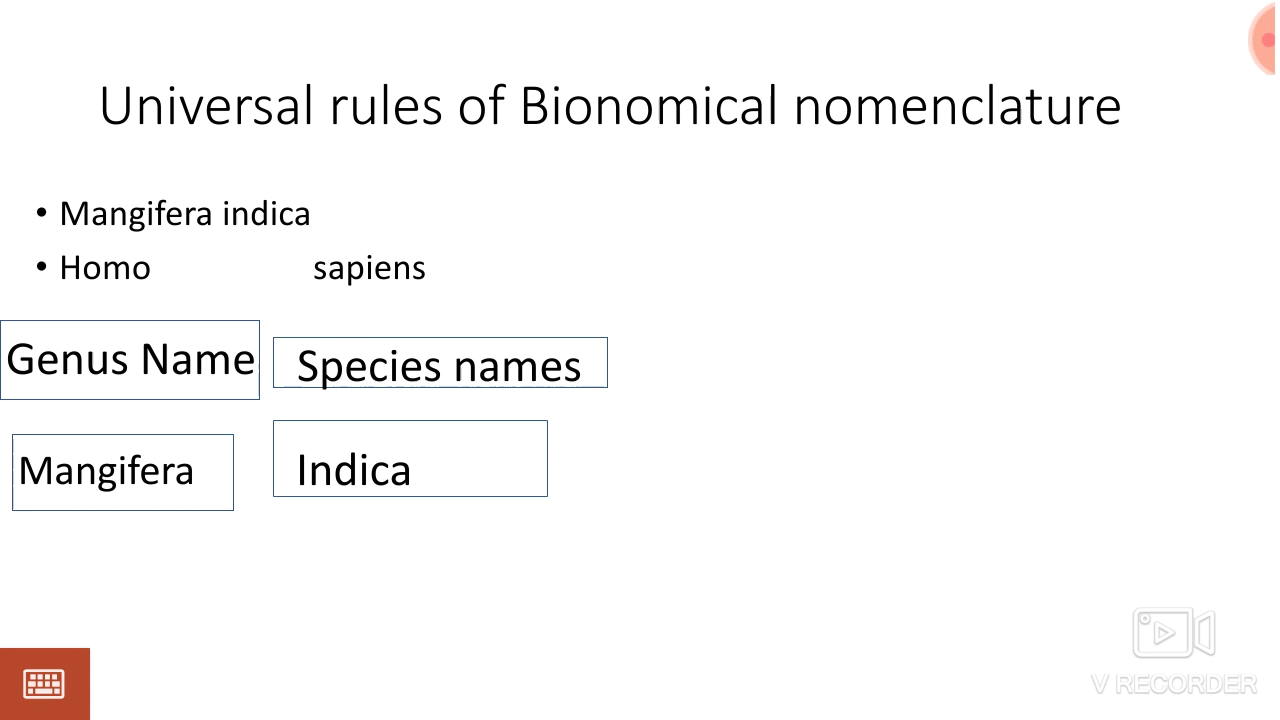 Universal rules of Bionomical nomenclature
• Mangifera indica
• Homo sapiens
Genus Name
Species names
Mangifera
Indica
V RECORDER